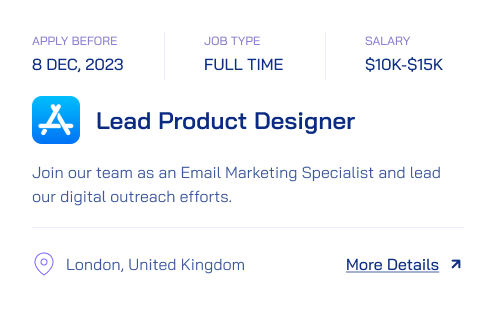 APPLY BEFORE JOB TYPE SALARY
8 DEC, 2023 FULL TIME $10K-$15K
Lead Product Designer
Join our team as an Email Marketing Specialist and lead
our digital outreach efforts.
London, United Kingdom More Details